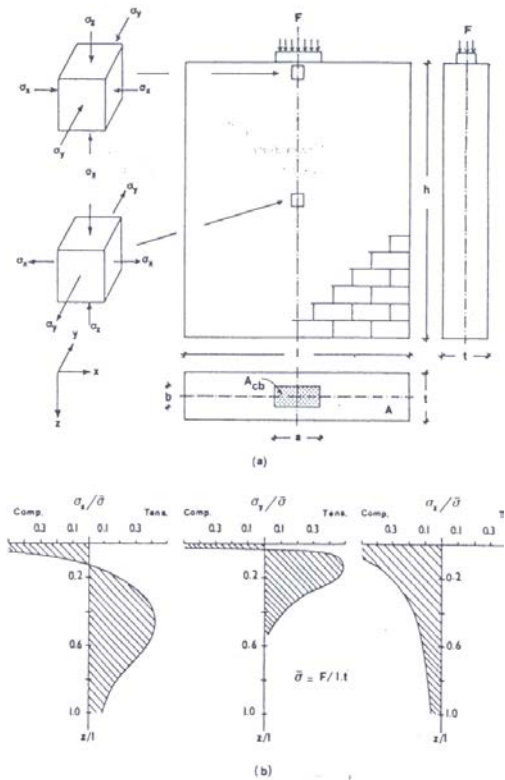 σy
σz
σx
σx
σy
σz
σy
σx
σx
σy
σz
y
x
z
F
F
h
l
t
b
Acb
A
t
a
(a)
σx/σ̄
Comp.
Tens.
0.3
0.1
0.1
0.3
0.2
0.6
1.0
z/l
σy/σ̄
Comp.
Tens.
0.3
0.1
0.1
0.3
0.2
0.6
1.0
z/l
σ̄ = F/l.t
σz/σ̄
Comp.
T
0.3
0.1
0.1
0.3
0.2
0.6
1.0
z/l
(b)